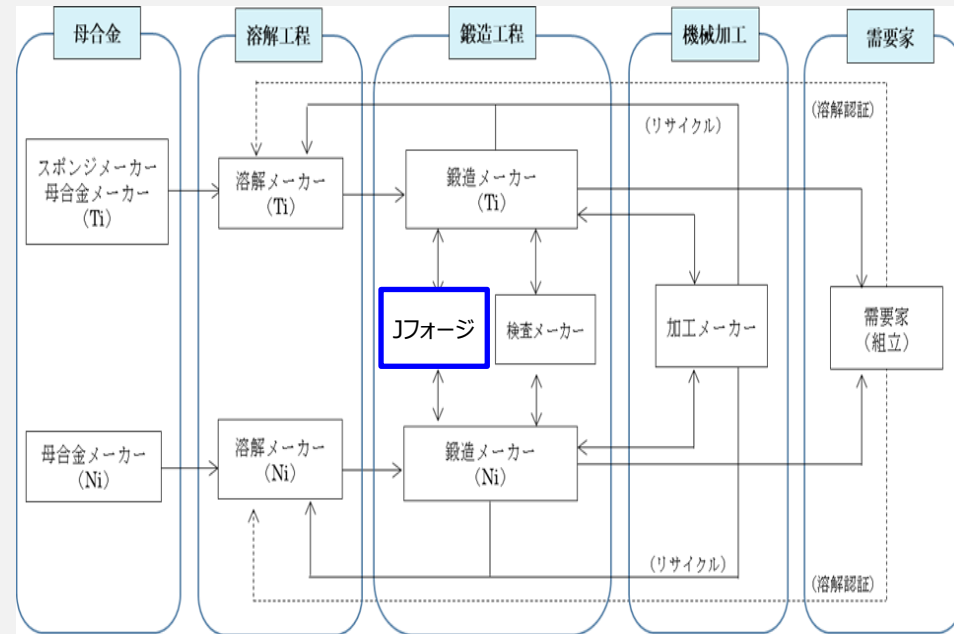 母合金
溶解工程
鍛造工程
機械加工
需要家
(溶解認証)
(リサイクル)
スポンジメーカー
母合金メーカー
(Ti)
溶解メーカー
(Ti)
鍛造メーカー
(Ti)
Jフォージ
検査メーカー
加工メーカー
需要家
(組立)
母合金メーカー
(Ni)
溶解メーカー
(Ni)
鍛造メーカー
(Ni)
(リサイクル)
(溶解認証)